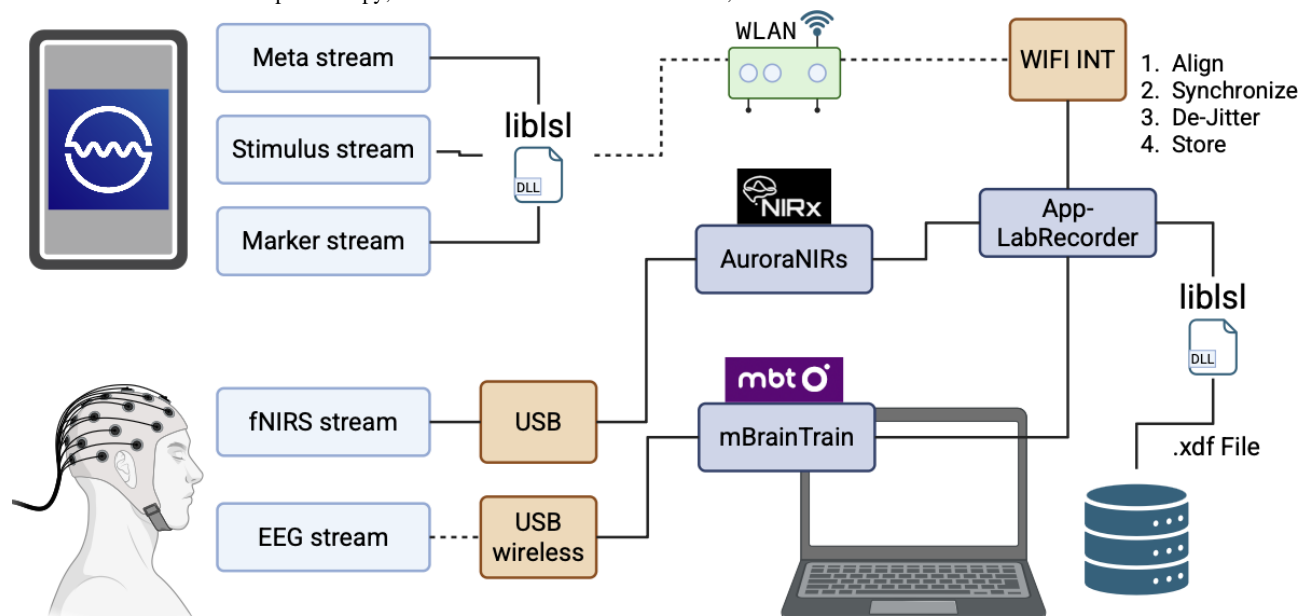 Meta stream
Stimulus stream
Marker stream
liblsl
DLL
WLAN
WIFI INT
1. Align
2. Synchronize
3. De-Jitter
4. Store
NIRx
AuroraNIRs
App-
LabRecorder
liblsl
DLL
.xdf File
fNIRS stream
USB
mbt
mBrainTrain
EEG stream
USB
wireless